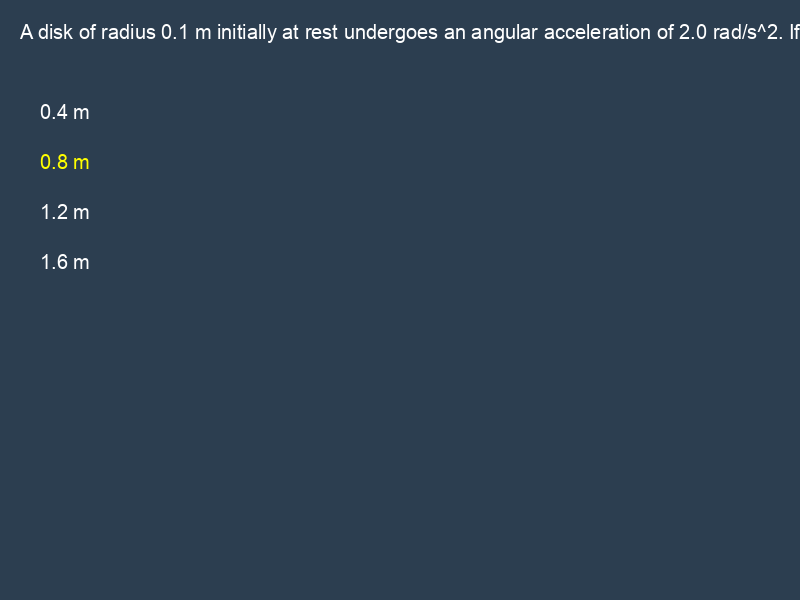 A disk of radius 0.1 m initially at rest undergoes an angular acceleration of 2.0 rad/s^2. If
0.4 m
0.8 m
1.2 m
1.6 m